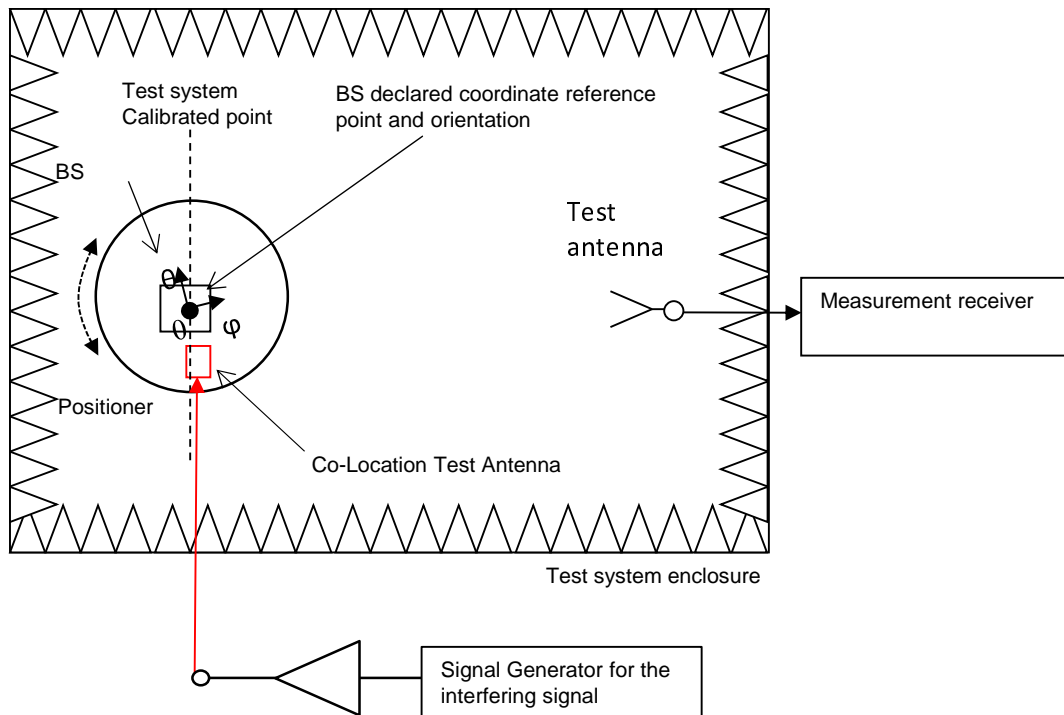 Test system
Calibrated point
BS declared coordinate reference
point and orientation
BS
Test
antenna
Measurement receiver
θ
θ
φ
Positioner
Co-Location Test Antenna
Test system enclosure
Signal Generator for the
interfering signal